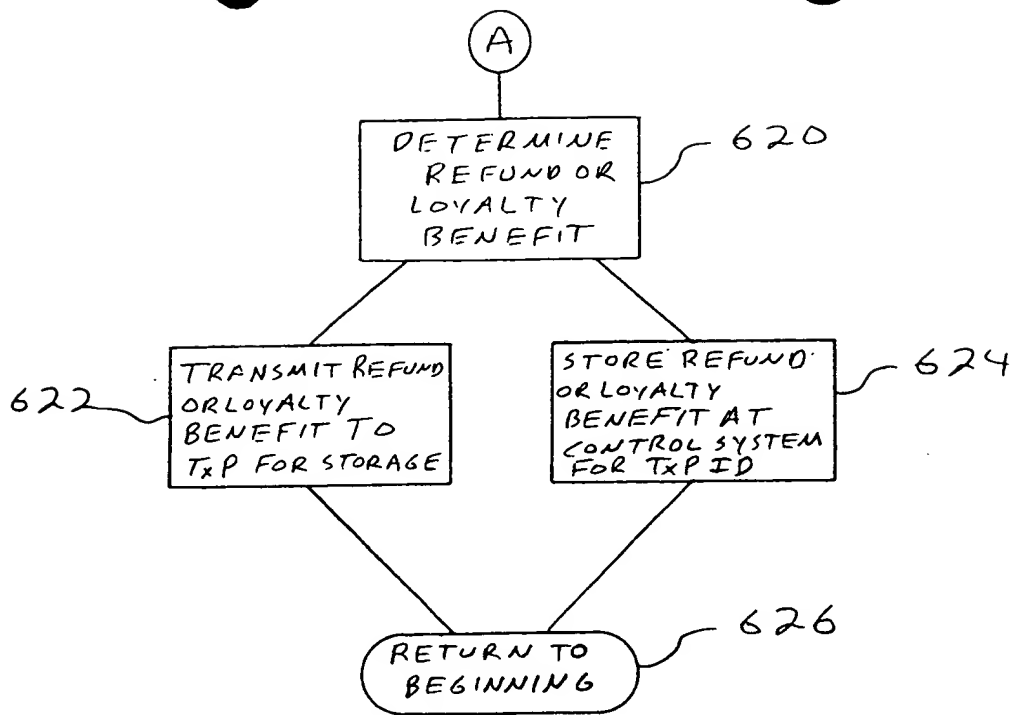 A
DETERMINE
REFUND OR
LOYALTY
BENEFIT
620
TRANSMIT REFUND
OR LOYALTY
BENEFIT TO
TxP FOR STORAGE
622
STORE REFUND
OR LOYALTY
BENEFIT AT
CONTROL SYSTEM
FOR TxP ID
624
RETURN TO
BEGINNING
626